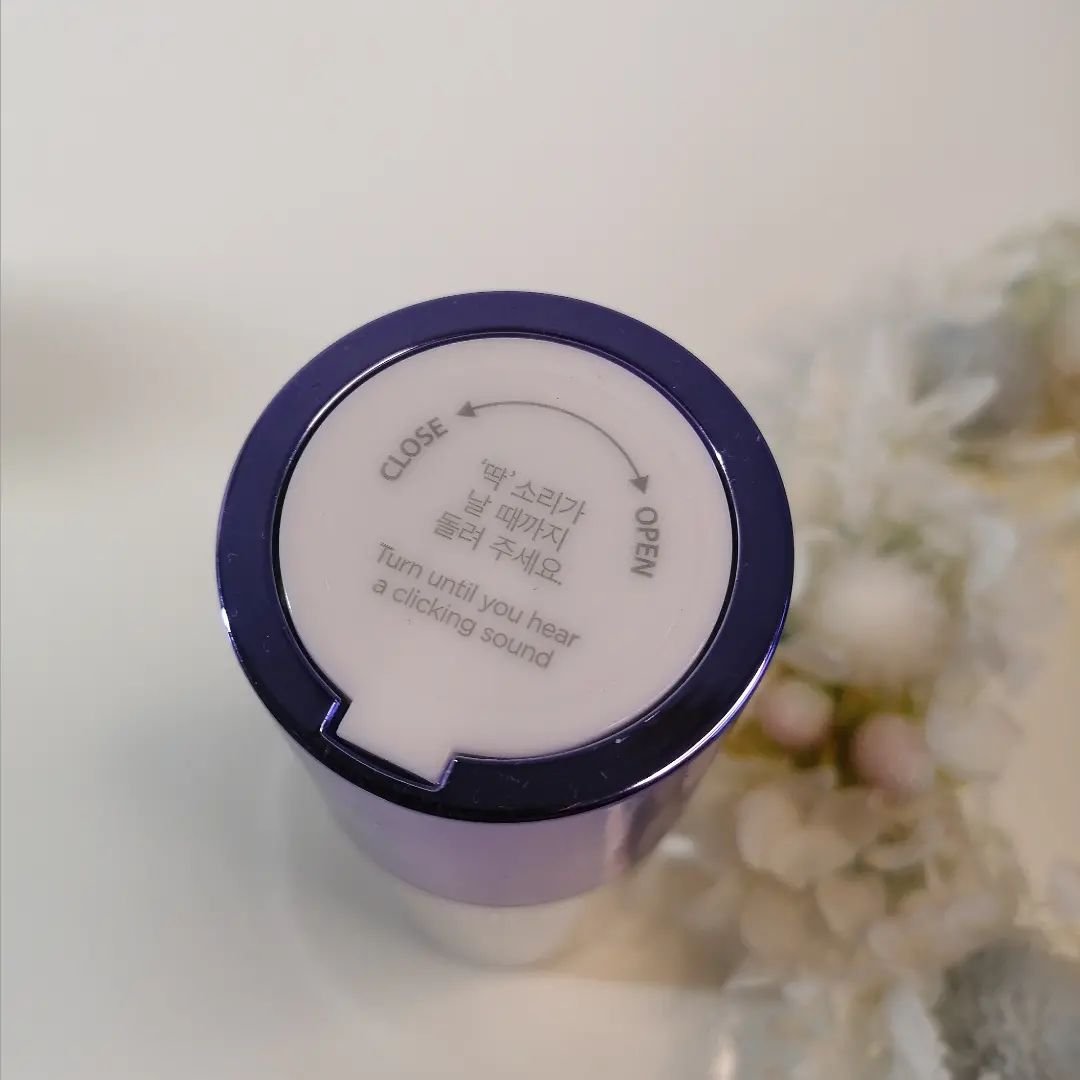 CLOSE
OPEN
‘딱’ 소리가
날 때까지
돌려 주세요.
Turn until you hear
a clicking sound